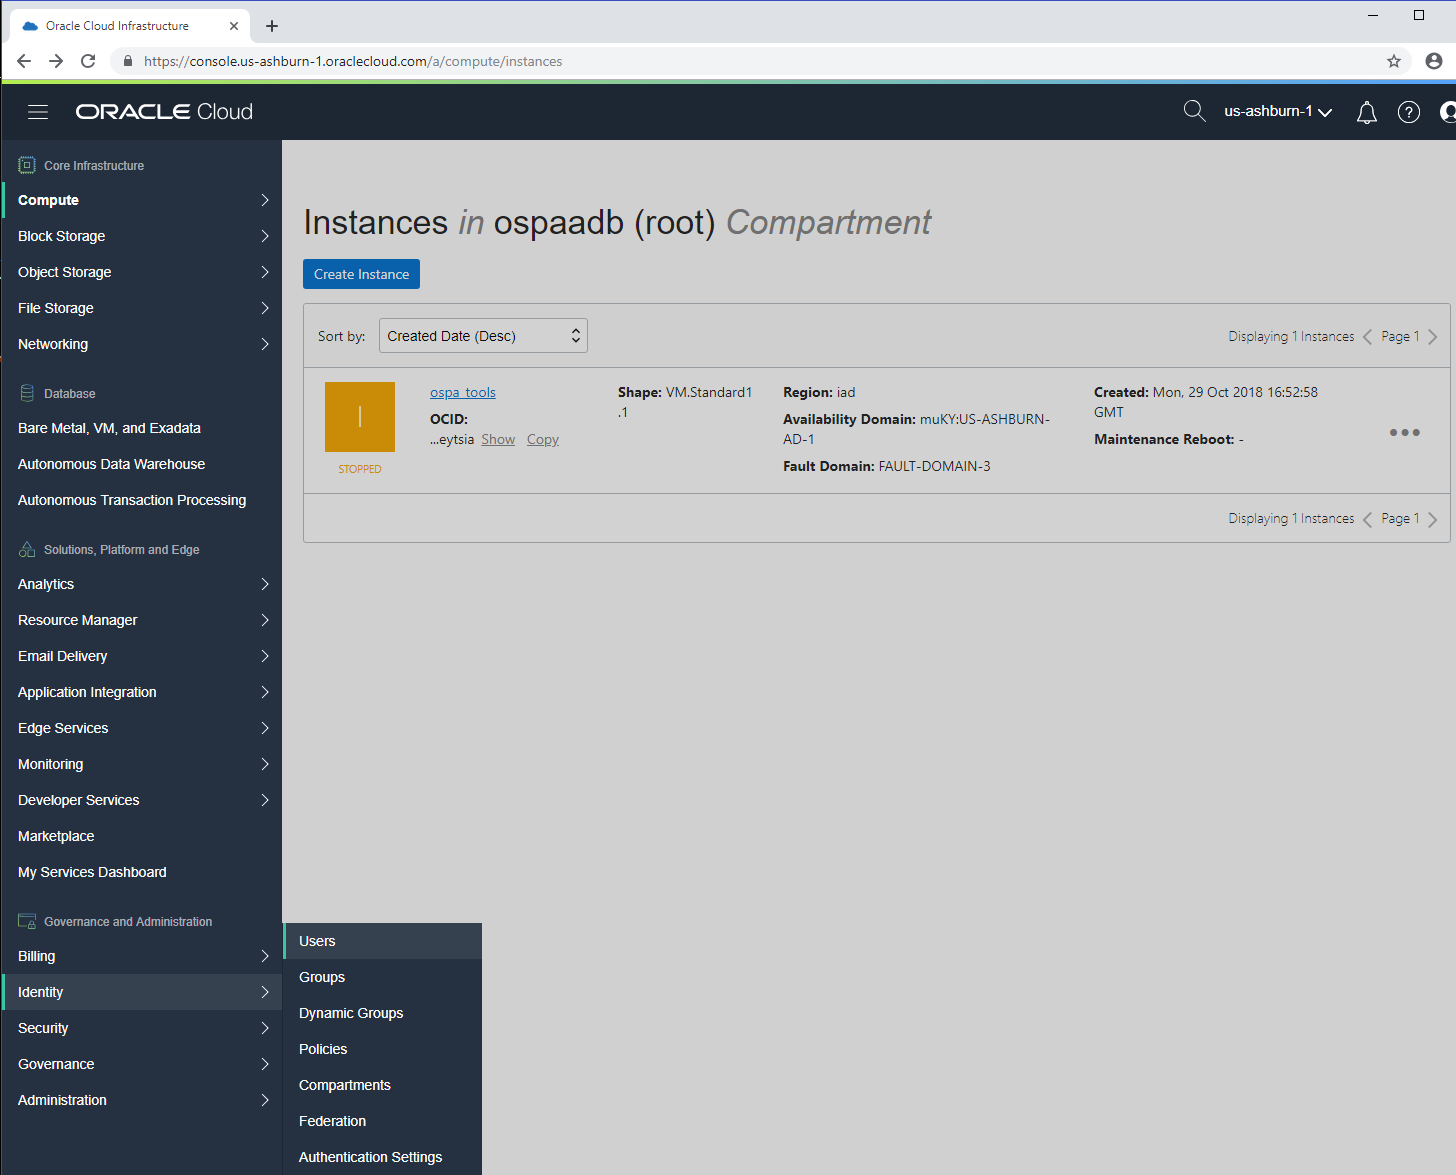 Oracle Cloud Infrastructure
https://console.us-ashburn-1.oraclecloud.com/a/compute/instances
ORACLE Cloud
us-ashburn-1
Core Infrastructure
Compute
Block Storage
Object Storage
File Storage
Networking
Database
Bare Metal, VM, and Exadata
Autonomous Data Warehouse
Autonomous Transaction Processing
Solutions, Platform and Edge
Analytics
Resource Manager
Email Delivery
Application Integration
Edge Services
Monitoring
Developer Services
Marketplace
My Services Dashboard
Governance and Administration
Billing
Identity
Security
Governance
Administration
Users
Groups
Dynamic Groups
Policies
Compartments
Federation
Authentication Settings
Instances in ospaadb (root) Compartment
Create Instance
Sort by: Created Date (Desc)
Displaying 1 Instances Page 1
I
STOPPED
ospa_tools
OCID:
...eytsia Show Copy
Shape: VM.Standard1
.1
Region: iad
Availability Domain: muKY:US-ASHBURN-
AD-1
Fault Domain: FAULT-DOMAIN-3
Created: Mon, 29 Oct 2018 16:52:58
GMT
Maintenance Reboot: -
Displaying 1 Instances Page 1